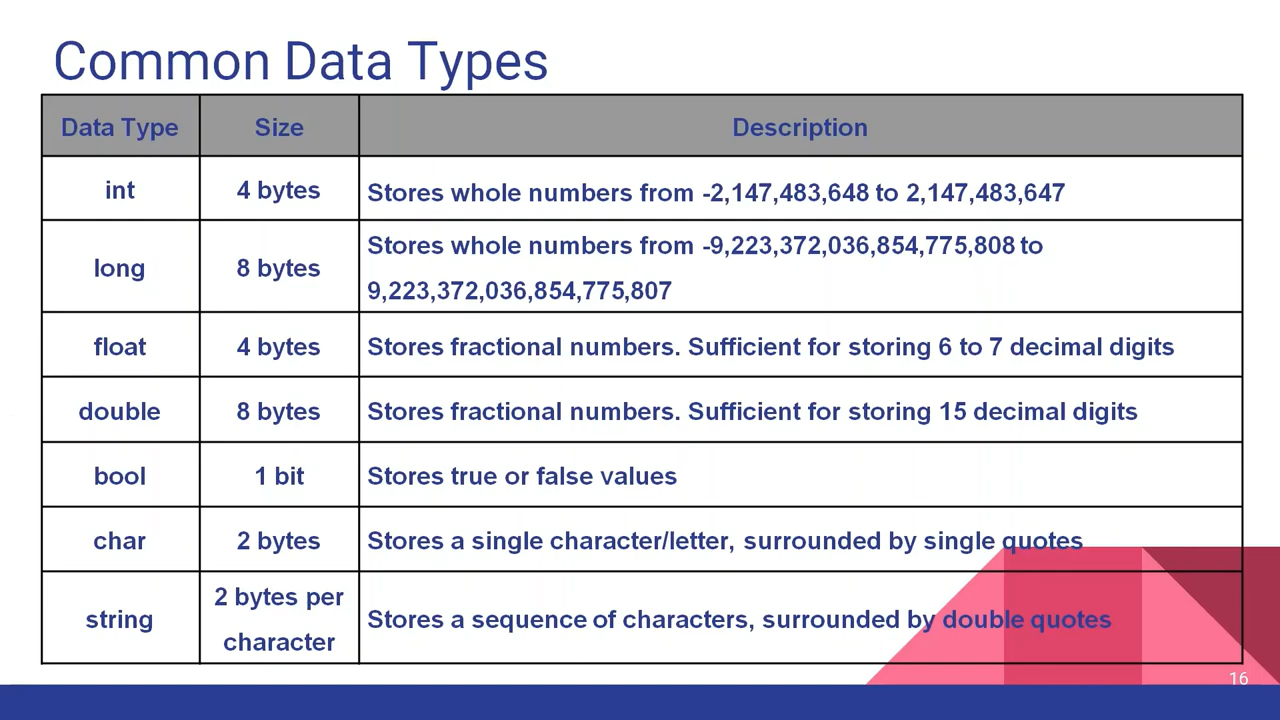 Common Data Types
Data Type Size Description
int 4 bytes Stores whole numbers from -2,147,483,648 to 2,147,483,647
long 8 bytes Stores whole numbers from -9,223,372,036,854,775,808 to
9,223,372,036,854,775,807
float 4 bytes Stores fractional numbers. Sufficient for storing 6 to 7 decimal digits
double 8 bytes Stores fractional numbers. Sufficient for storing 15 decimal digits
bool 1 bit Stores true or false values
char 2 bytes Stores a single character/letter, surrounded by single quotes
string 2 bytes per
character Stores a sequence of characters, surrounded by double quotes
16